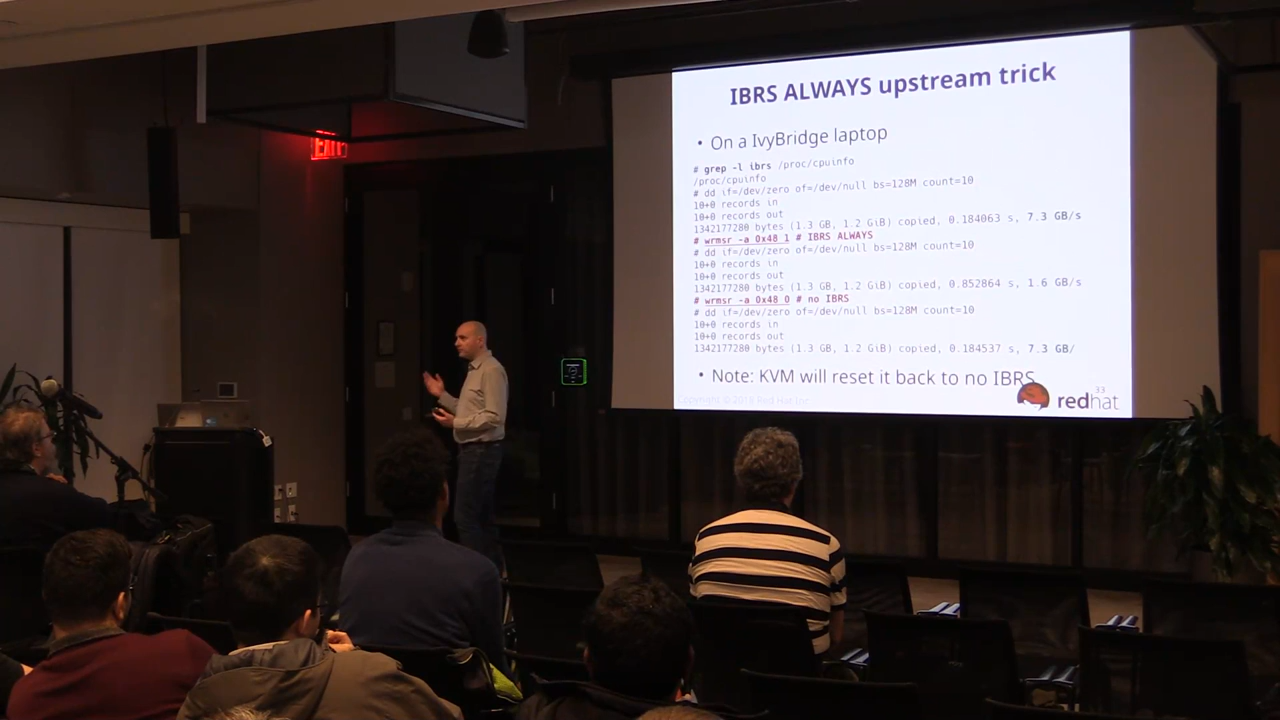 EXIT
IBRS ALWAYS upstream trick
• On a IvyBridge laptop
# grep -l ibrs /proc/cpuinfo
/proc/cpuinfo
# dd if=/dev/zero of=/dev/null bs=128M count=10
10+0 records in
10+0 records out
1342177280 bytes (1.3 GB, 1.2 GiB) copied, 0.184063 s, 7.3 GB/s
# wrmsr -a 0x48 1 # IBRS ALWAYS
# dd if=/dev/zero of=/dev/null bs=128M count=10
10+0 records in
10+0 records out
1342177280 bytes (1.3 GB, 1.2 GiB) copied, 0.852864 s, 1.6 GB/s
# wrmsr -a 0x48 0 # no IBRS
# dd if=/dev/zero of=/dev/null bs=128M count=10
10+0 records in
10+0 records out
1342177280 bytes (1.3 GB, 1.2 GiB) copied, 0.184537 s, 7.3 GB/
• Note: KVM will reset it back to no IBRS
33
Copyright © 2018 Red Hat Inc.
redhat